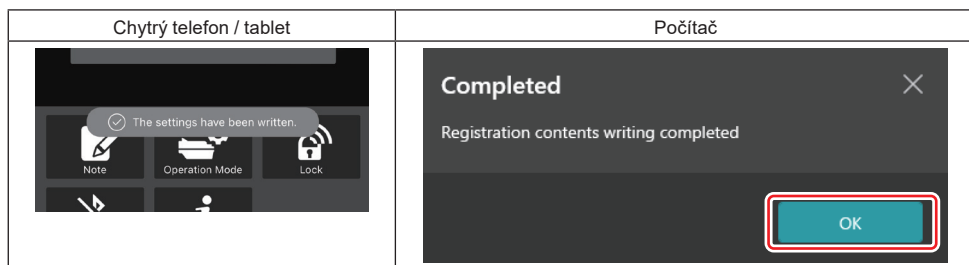 Chytrý telefon / tablet
Počítač
The settings have been written.
Note
Operation Mode
Lock
Completed
Registration contents writing completed
OK